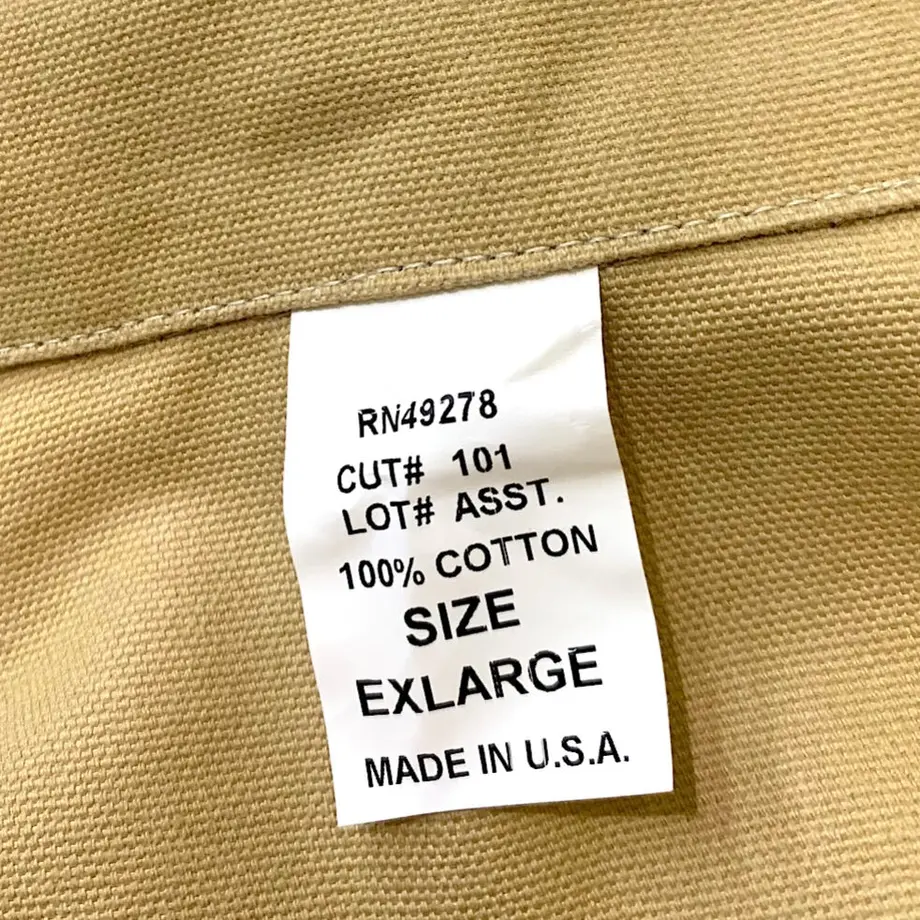 RN49278
CUT# 101
LOT# ASST.
100% COTTON
SIZE
EXLARGE
MADE IN U.S.A.